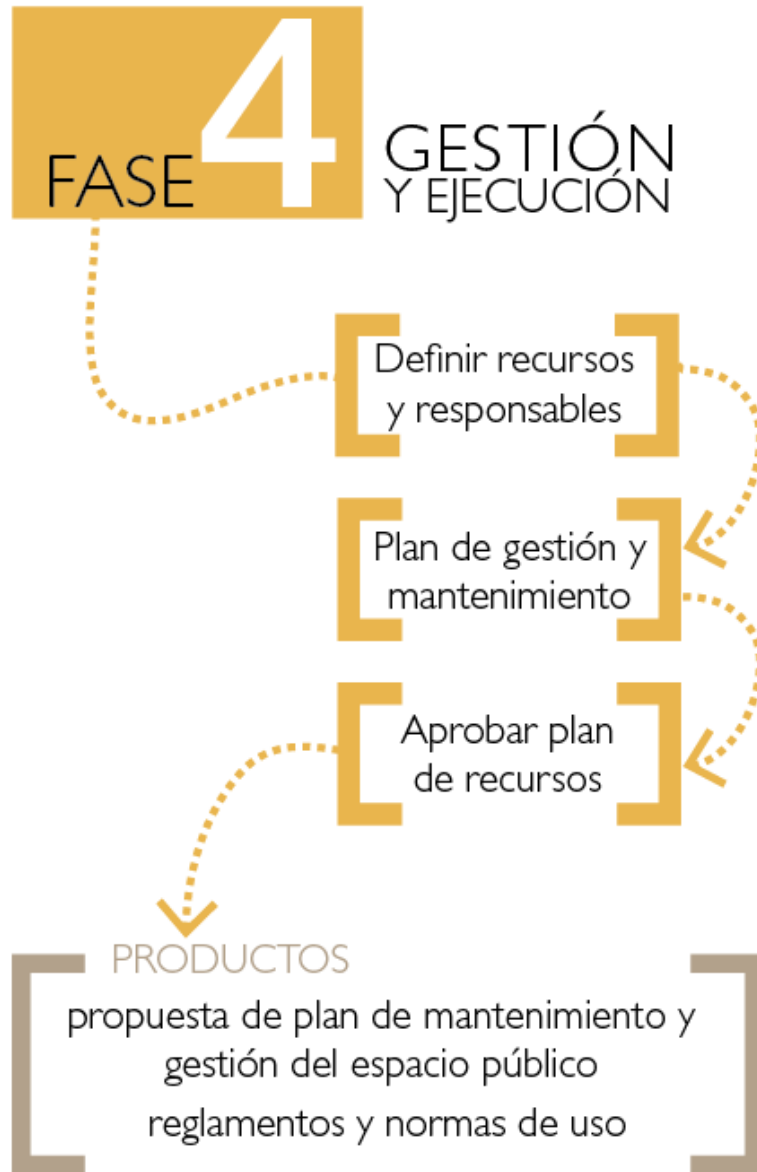 FASE 4
GESTIÓN
Y EJECUCIÓN
Definir recursos
y responsables
Plan de gestión y
mantenimiento
Aprobar plan
de recursos
PRODUCTOS
propuesta de plan de mantenimiento y
gestión del espacio público
reglamentos y normas de uso